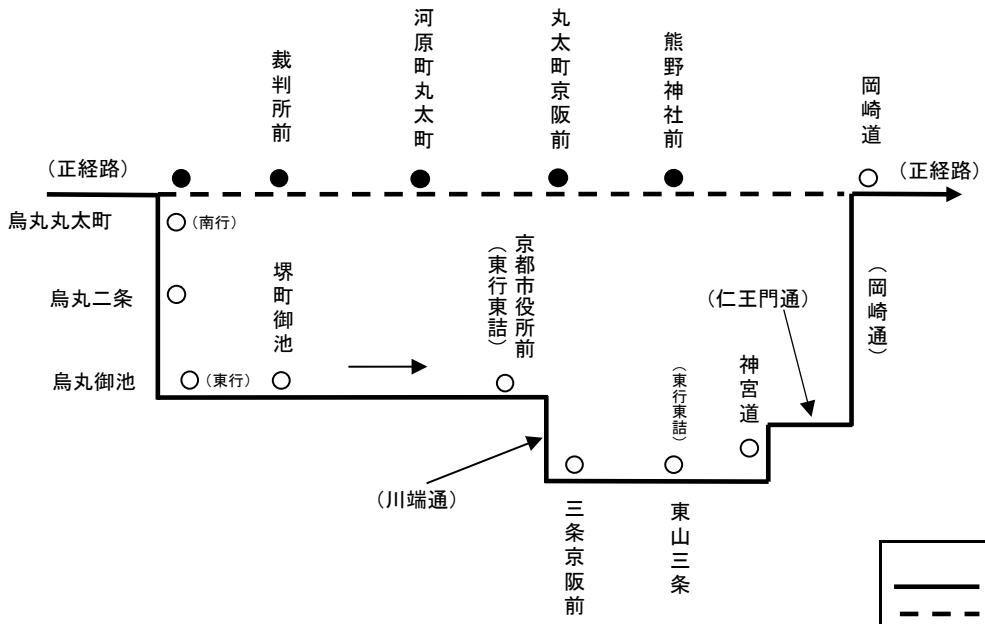 裁判所前
河原町丸太町
丸太町京阪前
熊野神社前
岡崎道
（正経路）
（正経路）
烏丸丸太町
（南行）
烏丸二条
堺町御池
京都市役所前
（東行東詰）
（仁王門通）
（岡崎通）
烏丸御池
（東行）
（東行東詰）
神宮道
（川端通）
三条京阪前
東山三条